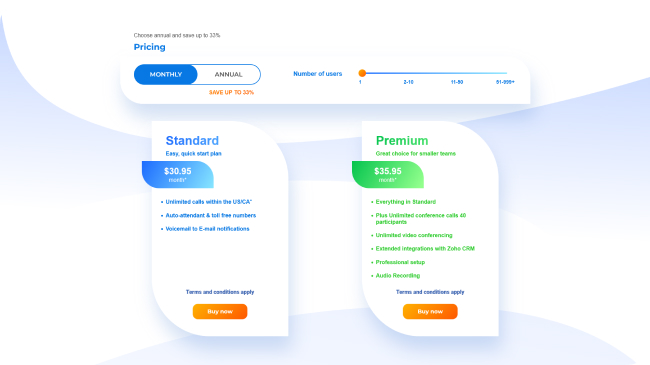 Choose annual and save up to 33%
Pricing
MONTHLY
ANNUAL
SAVE UP TO 33%
Number of users
1
2-10
11-50
51-999+
Standard
Easy, quick start plan
$30.95
month*
Unlimited calls within the US/CA*
Auto-attendant & toll free numbers
Voicemail to E-mail notifications
Terms and conditions apply
Buy now
Premium
Great choice for smaller teams
$35.95
month*
Everything in Standard
Plus Unlimited conference calls 40
participants
Unlimited video conferencing
Extended Integrations with Zoho CRM
Professional setup
Audio Recording
Terms and conditions apply
Buy now